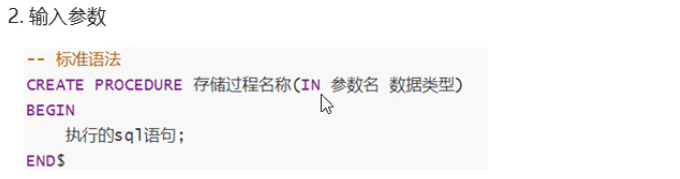 2. 输入参数
-- 标准语法
CREATE PROCEDURE 存储过程名称(IN 参数名 数据类型)
BEGIN
    执行的sql语句;
END$